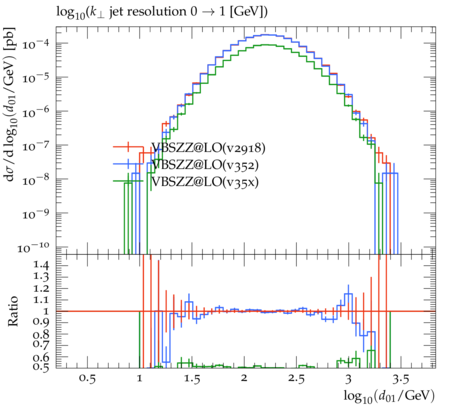 log₁₀(k⊥ jet resolution 0 → 1 [GeV])
dσ/d log₁₀(d₀₁/GeV) [pb]
10⁻⁴
10⁻⁵
10⁻⁶
10⁻⁷
10⁻⁸
10⁻⁹
10⁻¹⁰
VBSZZ@LO(v2918)
VBSZZ@LO(v352)
VBSZZ@LO(v35x)
Ratio
1.4
1.3
1.2
1.1
1
0.9
0.8
0.7
0.6
0.5
0.5 1 1.5 2 2.5 3 3.5
log₁₀(d₀₁/GeV)